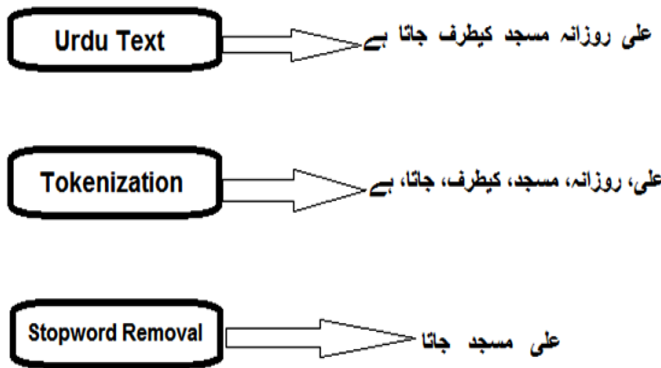 Urdu Text
علی روزانہ مسجد کیطرف جاتا ہے
Tokenization
علی، روزانہ، مسجد، کیطرف، جاتا، ہے
Stopword Removal
علی مسجد جاتا